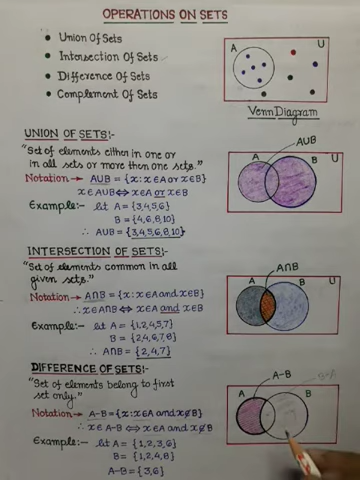 OPERATIONS ON SETS
• Union Of Sets
• Intersection Of Sets
• Difference Of Sets
• Complement Of Sets
A
U
Venn Diagram
UNION OF SETS:-
"Set of elements either in one or
in all sets or more then one sets."
Notation → A∪B = {x: x∈A or x∈B}
x∈A∪B ⇔ x∈A or x∈B
Example:- let A = {3,4,5,6}
B = {4,6,8,10}
∴ A∪B = {3,4,5,6,8,10}
A∪B
A
B
U
INTERSECTION OF SETS:-
"Set of elements common in all
given sets."
Notation → A∩B = {x: x∈A and x∈B}
∴ x∈A∩B ⇔ x∈A and x∈B
Example:- let A = {1,2,4,5,7}
B = {2,4,6,7,8}
∴ A∩B = {2,4,7}
A∩B
A
B
U
DIFFERENCE OF SETS:-
"Set of elements belong to first
set only."
Notation → A-B = {x: x∈A and x∉B}
∴ x∈A-B ⇔ x∈A and x∉B
Example:- let A = {1,2,3,6}
B = {1,2,4,8}
A-B = {3,6}
A-B
A
B